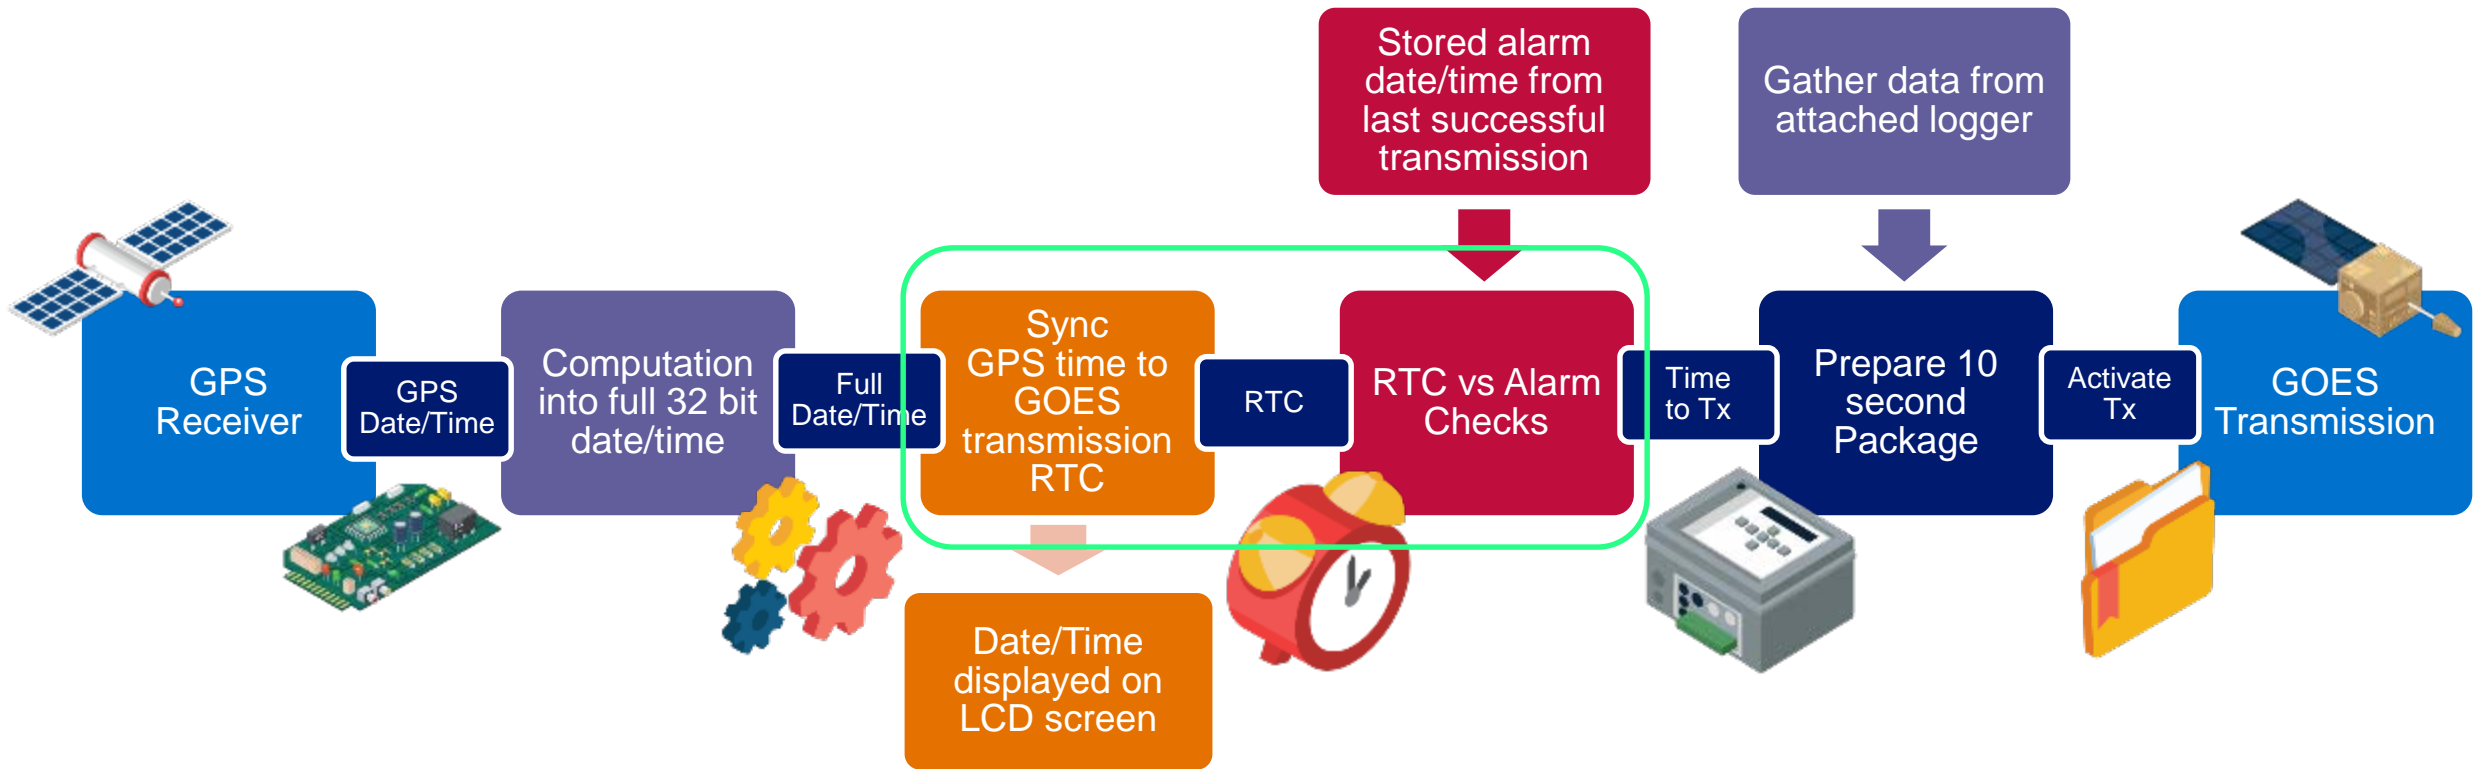 Stored alarm
date/time from
last successful
transmission
Gather data from
attached logger
GPS
Receiver
GPS
Date/Time
Computation
into full 32 bit
date/time
Full
Date/Time
Sync
GPS time to
GOES
transmission
RTC
RTC
RTC vs Alarm
Checks
Time
to Tx
Prepare 10
second
Package
Activate
Tx
GOES
Transmission
Date/Time
displayed on
LCD screen